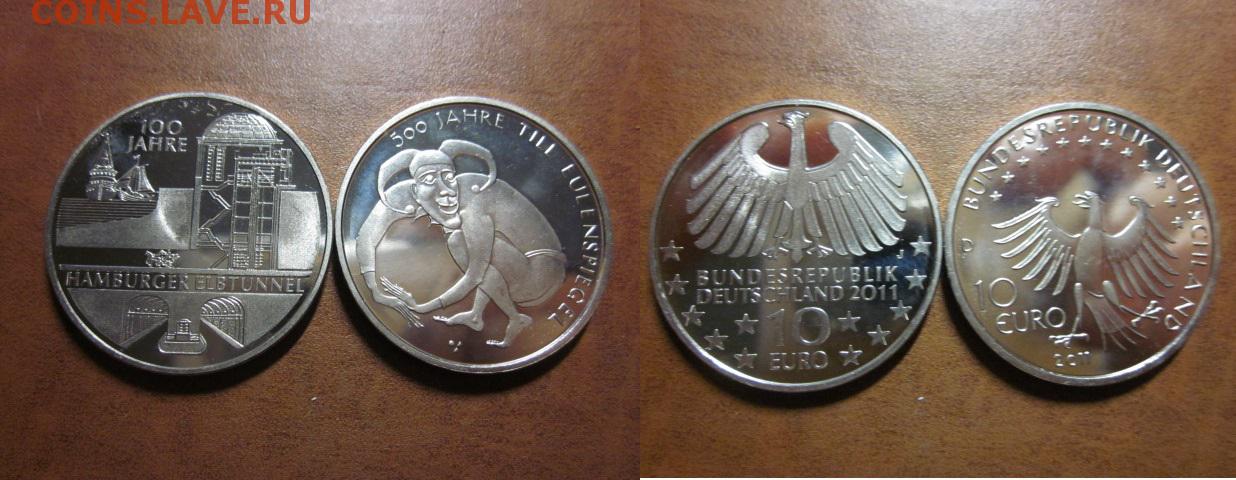 COINS.LAVE.RU
100
JAHRE
HAMBURGER ELBTUNNEL
500 JAHRE TILL EULENSPIEGEL
BUNDESREPUBLIK
DEUTSCHLAND 2011
J
10
EURO
BUNDESREPUBLIK DEUTSCHLAND
D
10
EURO
2011